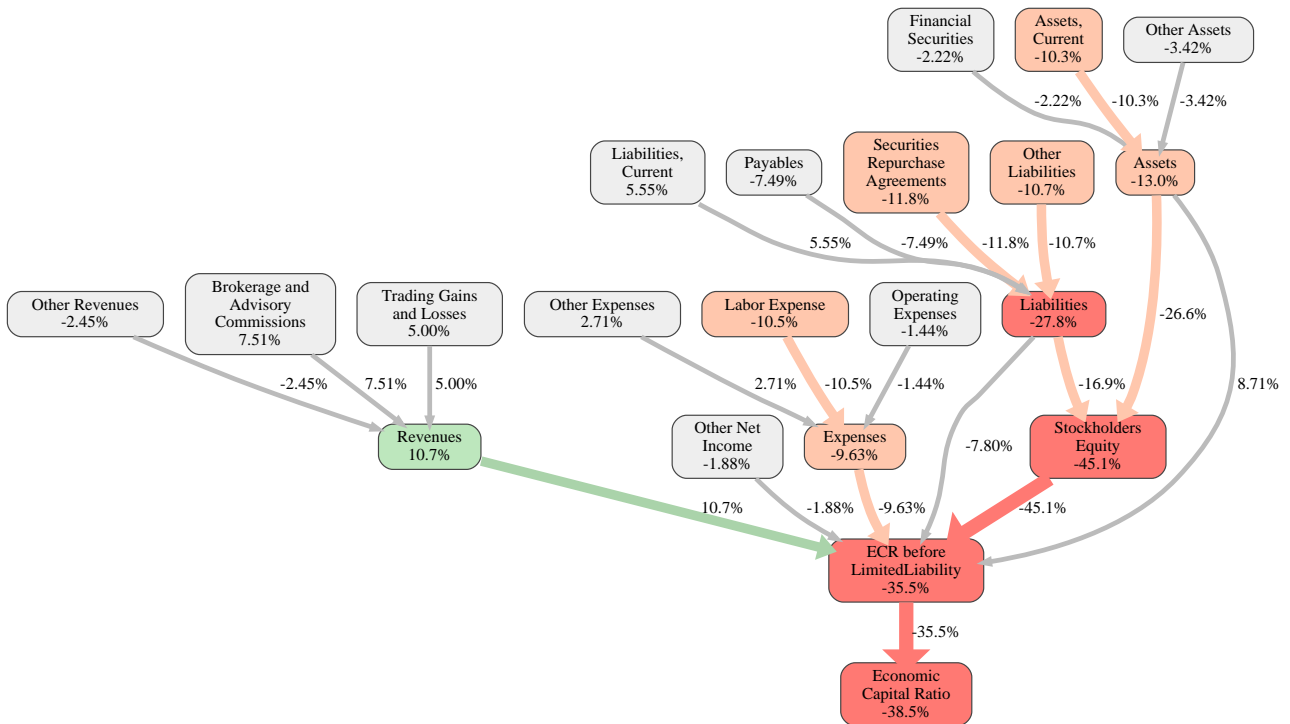 Financial
Securities
-2.22%
Assets,
Current
-10.3%
Other Assets
-3.42%
-2.22%
-10.3%
-3.42%
Liabilities,
Current
5.55%
Payables
-7.49%
Securities
Repurchase
Agreements
-11.8%
Other
Liabilities
-10.7%
Assets
-13.0%
5.55%
-7.49%
-11.8%
-10.7%
Other Revenues
-2.45%
Brokerage and
Advisory
Commissions
7.51%
Trading Gains
and Losses
5.00%
Other Expenses
2.71%
Labor Expense
-10.5%
Operating
Expenses
-1.44%
Liabilities
-27.8%
-26.6%
-2.45%
7.51%
5.00%
2.71%
-10.5%
-1.44%
-16.9%
8.71%
Revenues
10.7%
Other Net
Income
-1.88%
Expenses
-9.63%
-7.80%
Stockholders
Equity
-45.1%
10.7%
-1.88%
-9.63%
-45.1%
ECR before
LimitedLiability
-35.5%
-35.5%
Economic
Capital Ratio
-38.5%